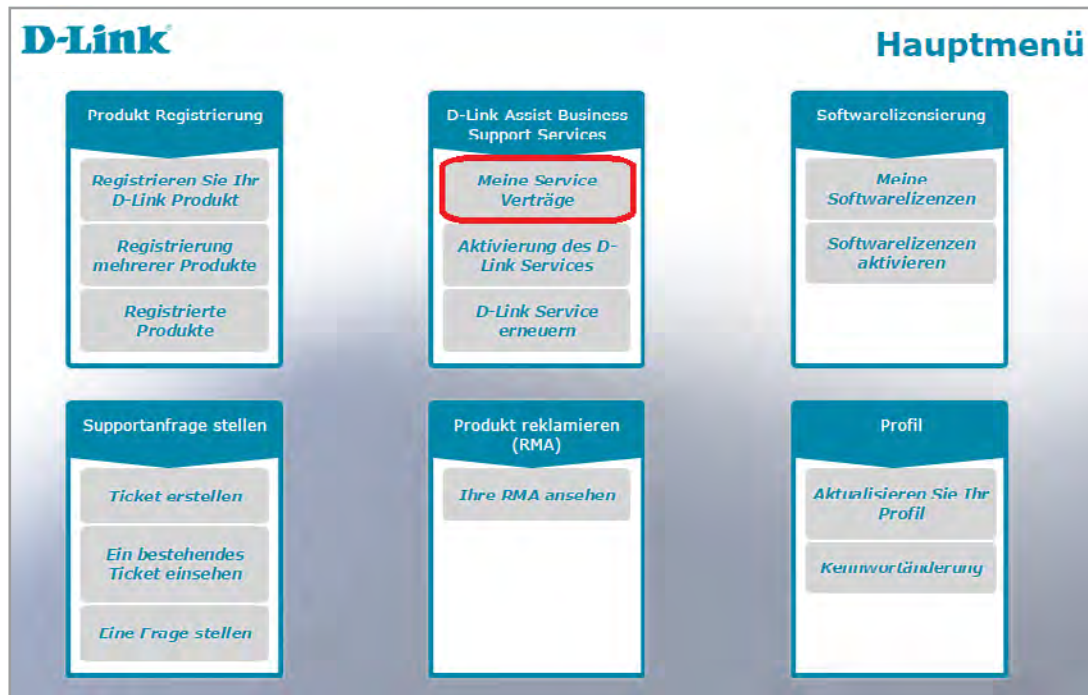 D-Link
Hauptmenü
Produkt Registrierung
Registrieren Sie Ihr
D-Link Produkt
Registrierung
mehrerer Produkte
Registrierte
Produkte
D-Link Assist Business
Support Services
Meine Service
Verträge
Aktivierung des D-
Link Services
D-Link Service
erneuern
Softwarelizensierung
Meine
Softwarelizenzen
Softwarelizenzen
aktivieren
Supportanfrage stellen
Ticket erstellen
Ein bestehendes
Ticket einsehen
Eine Frage stellen
Produkt reklamieren
(RMA)
Ihre RMA ansehen
Profil
Aktualisieren Sie Ihr
Profil
Kennwortänderung